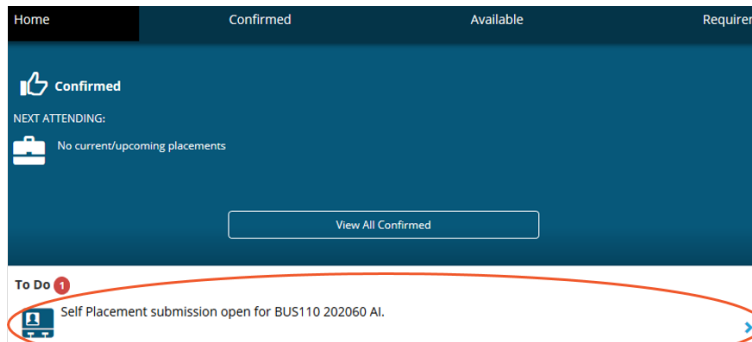 Home Confirmed Available
Confirmed
NEXT ATTENDING:
No current/upcoming placements
View All Confirmed
To Do 1
Self Placement submission open for BUS110 202060 AI.